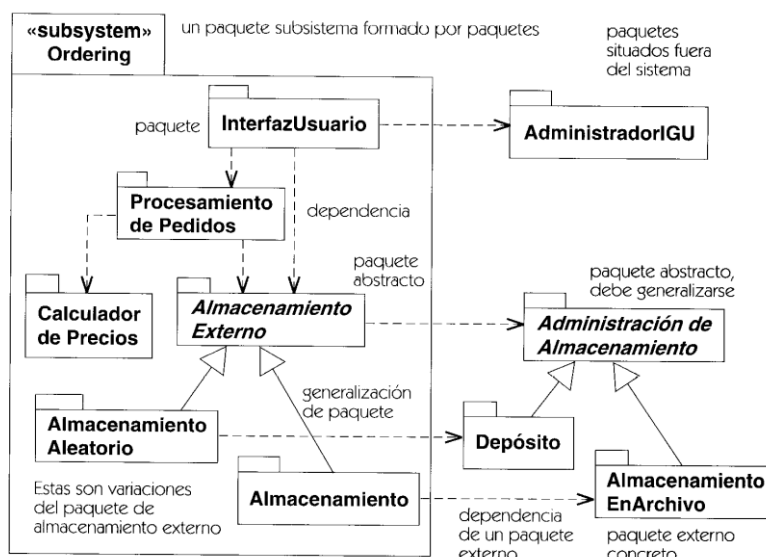 «subsystem»
Ordering
un paquete subsistema formado por paquetes
paquetes
situados fuera
del sistema
paquete
InterfazUsuario
AdministradorIGU
Procesamiento
de Pedidos
dependencia
paquete
abstracto
paquete abstracto,
debe generalizarse
Calculador
de Precios
Almacenamiento
Externo
Administración de
Almacenamiento
generalización
de paquete
Almacenamiento
Aleatorio
Depósito
Estas son variaciones
del paquete de
almacenamiento externo
Almacenamiento
Almacenamiento
EnArchivo
dependencia
de un paquete
externo
paquete externo
concreto